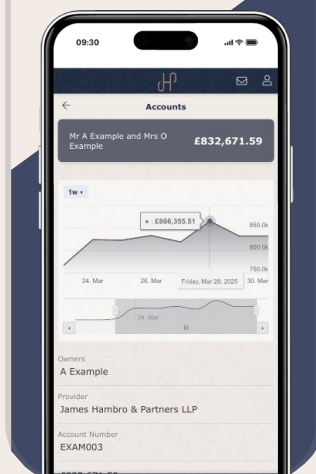 09:30
Accounts
Mr A Example and Mrs O
Example
£832,671.59
1w
: £866,355.51
850.0k
800.0k
750.0k
24. Mar
26. Mar
Friday, Mar 28, 2025
30. Mar
24. Mar
Owners
A Example
Provider
James Hambro & Partners LLP
Account Number
EXAM003